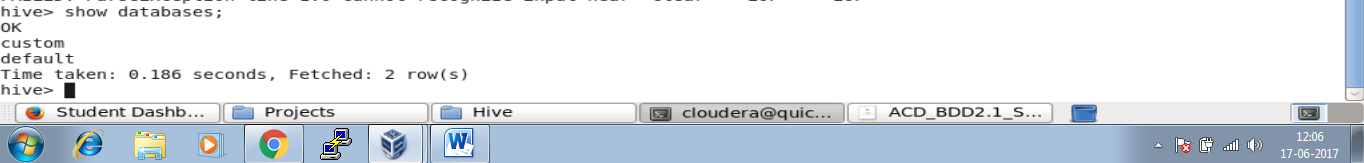 hive> show databases;
OK
custom
default
Time taken: 0.186 seconds, Fetched: 2 row(s)
hive>
Student Dashb... Projects Hive cloudera@quic... ACD_BDD2.1_S...
12:06
17-06-2017